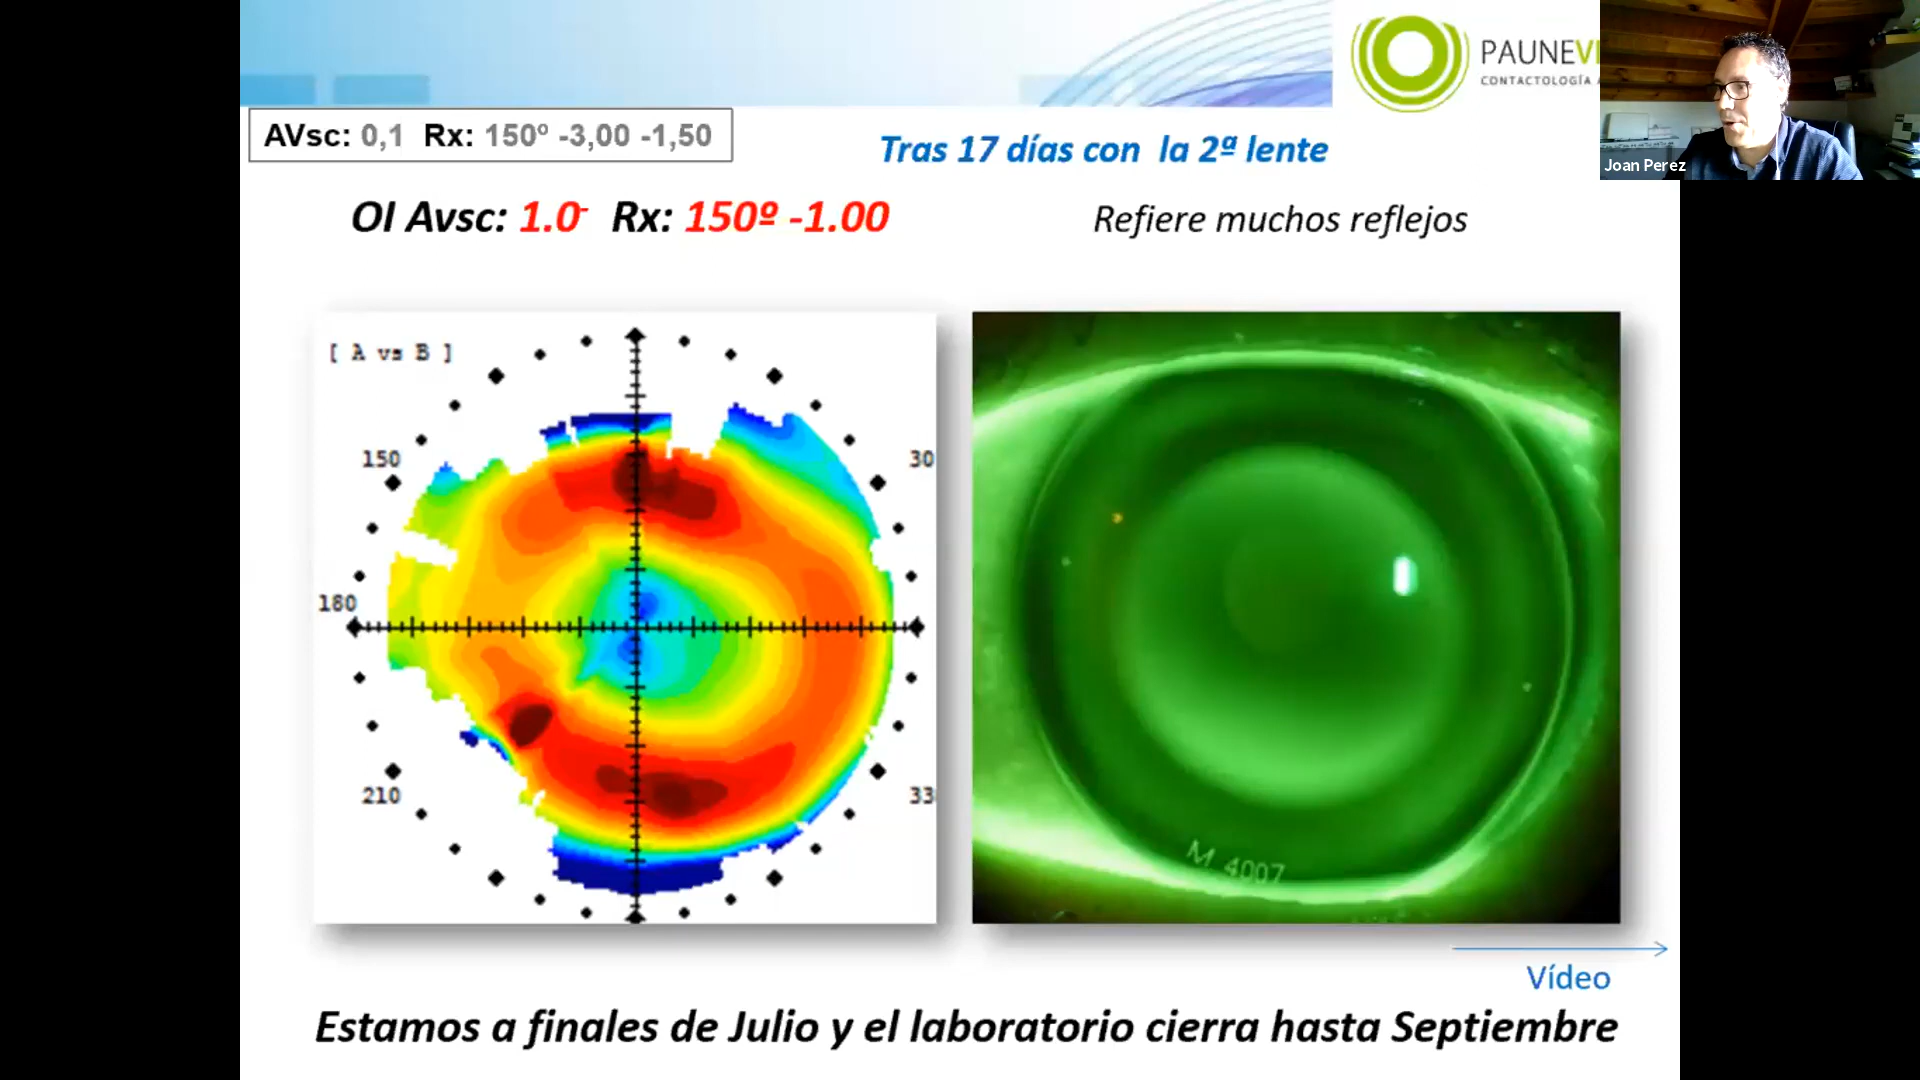 PAUNEVI
CONTACTOLOGÍA A
Joan Perez
AVsc: 0,1 Rx: 150º -3,00 -1,50
Tras 17 días con la 2ª lente
OI Avsc: 1.0- Rx: 150º -1.00
Refiere muchos reflejos
[ A vs B ]
150
30
180
210
33
M 4007
Vídeo
Estamos a finales de Julio y el laboratorio cierra hasta Septiembre